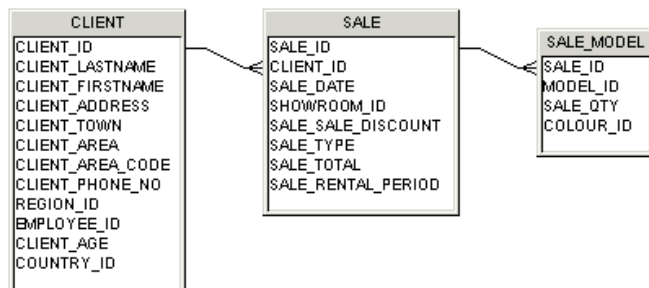 CLIENT
CLIENT_ID
CLIENT_LASTNAME
CLIENT_FIRSTNAME
CLIENT_ADDRESS
CLIENT_TOWN
CLIENT_AREA
CLIENT_AREA_CODE
CLIENT_PHONE_NO
REGION_ID
EMPLOYEE_ID
CLIENT_AGE
COUNTRY_ID
SALE
SALE_ID
CLIENT_ID
SALE_DATE
SHOWROOM_ID
SALE_SALE_DISCOUNT
SALE_TYPE
SALE_TOTAL
SALE_RENTAL_PERIOD
SALE_MODEL
SALE_ID
MODEL_ID
SALE_QTY
COLOUR_ID